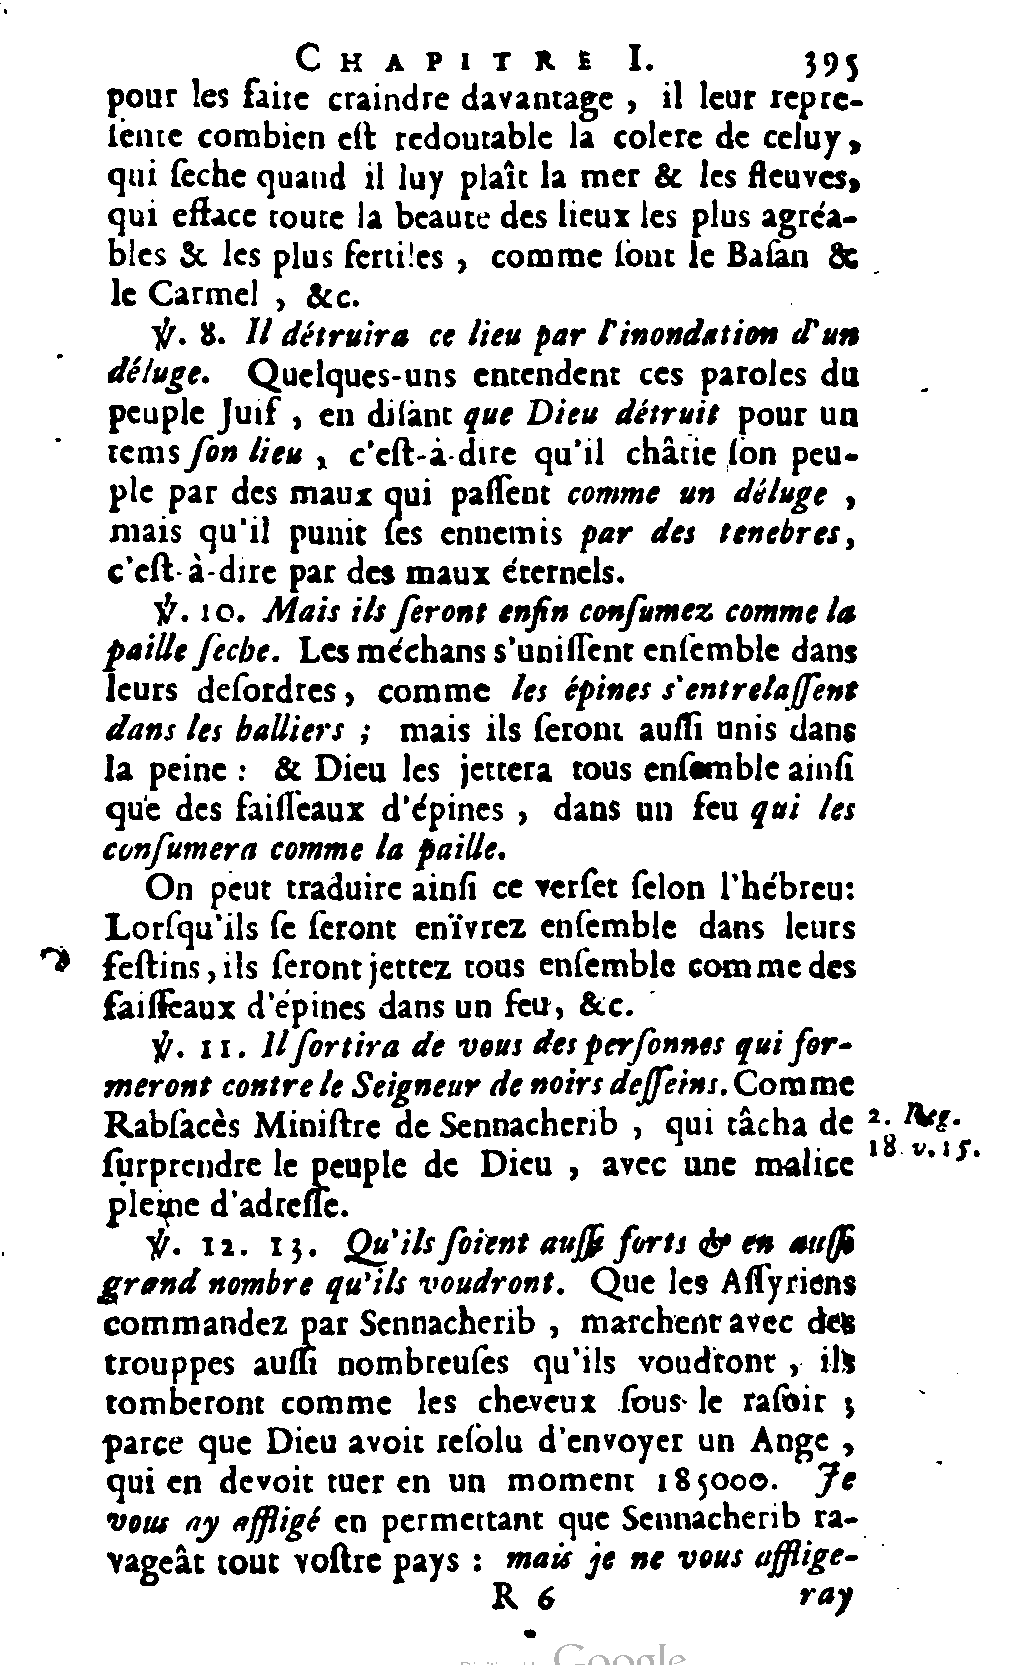 CHAPITRE I. 395
pour les faire craindre davantage, il leur repre-
ſente combien eſt redoutable la colere de celuy,
qui ſeche quand il luy plaît la mer & les fleuves,
qui efface toute la beauté des lieux les plus agréa-
bles & les plus fertiles, comme ſont le Baſan &
le Carmel, &c.
℣. 8. Il détruira ce lieu par l'inondation d'un
déluge. Quelques-uns entendent ces paroles du
peuple Juif, en diſant que Dieu détruit pour un
tems ſon lieu, c'eſt-à-dire qu'il châtie ſon peu-
ple par des maux qui paſſent comme un déluge,
mais qu'il punit ſes ennemis par des tenebres,
c'eſt-à-dire par des maux éternels.
℣. 10. Mais ils ſeront enfin conſumez comme la
paille ſeche. Les méchans s'uniſſent enſemble dans
leurs deſordres, comme les épines s'entrelaſſent
dans les balliers; mais ils ſeront auſſi unis dans
la peine: & Dieu les jettera tous enſemble ainſi
que des faiſſeaux d'épines, dans un feu qui les
conſumera comme la paille.
On peut traduire ainſi ce verſet ſelon l'hébreu:
Lorſqu'ils ſe ſeront enïvrez enſemble dans leurs
feſtins, ils ſeront jettez tous enſemble comme des
faiſſeaux d'épines dans un feu, &c.
℣. 11. Il ſortira de vous des perſonnes qui for-
meront contre le Seigneur de noirs deſſeins. Comme
Rabſacès Miniſtre de Sennacherib, qui tâcha de
2. Reg.
18. v. 15.
ſurprendre le peuple de Dieu, avec une malice
pleine d'adreſſe.
℣. 12. 13. Qu'ils ſoient auſſi forts & en auſſi
grand nombre qu'ils voudront. Que les Aſſyriens
commandez par Sennacherib, marchent avec des
trouppes auſſi nombreuſes qu'ils voudront, ils
tomberont comme les cheveux ſous le raſoir;
parce que Dieu avoit reſolu d'envoyer un Ange,
qui en devoit tuer en un moment 185000. Je
vous ay affligé en permettant que Sennacherib ra-
vageât tout voſtre pays: mais je ne vous afflige-
R 6 ray
Google